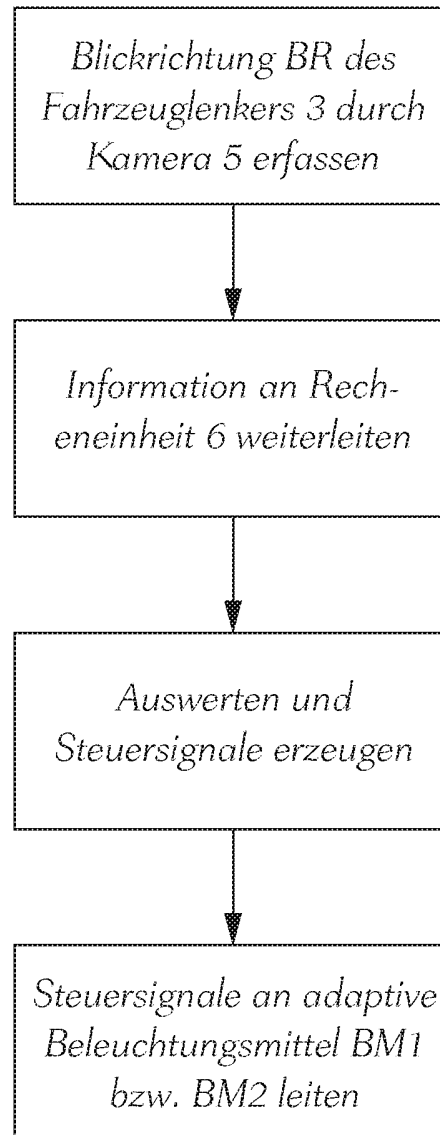 Blickrichtung BR des
Fahrzeuglenkers 3 durch
Kamera 5 erfassen
Information an Rech-
eneinheit 6 weiterleiten
Auswerten und
Steuersignale erzeugen
Steuersignale an adaptive
Beleuchtungsmittel BM1
bzw. BM2 leiten